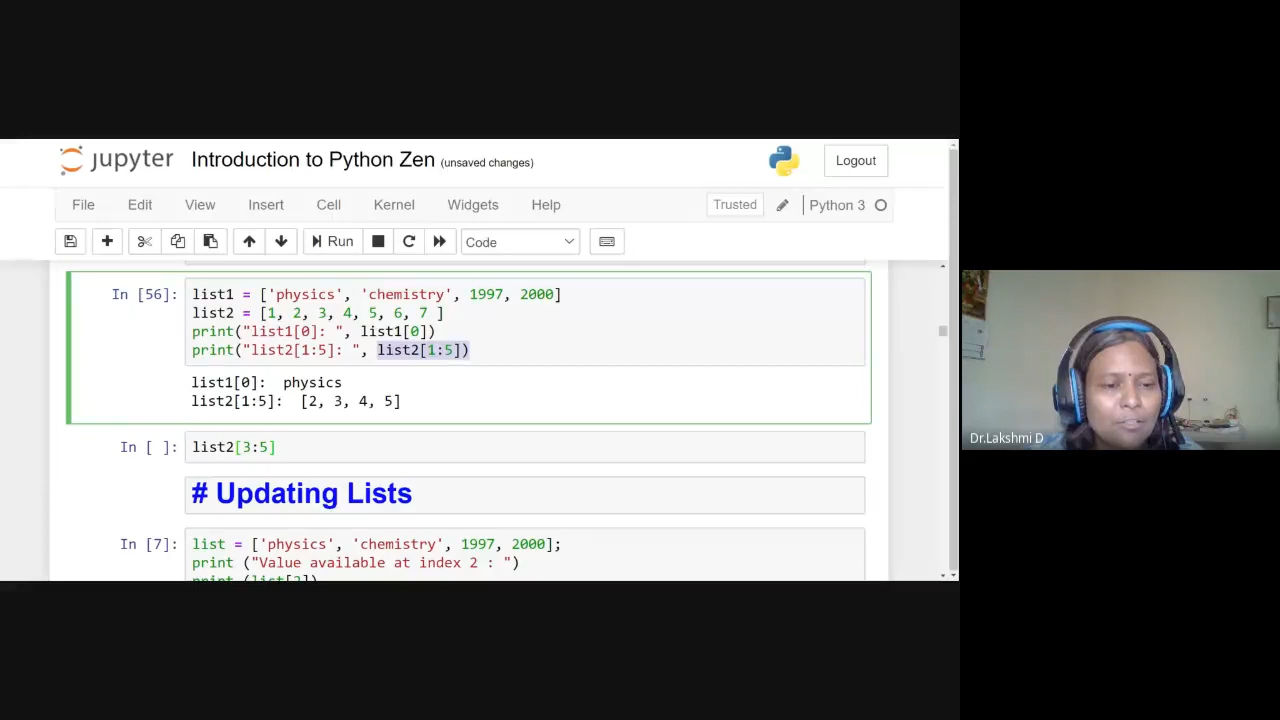 jupyter Introduction to Python Zen (unsaved changes)
Logout
File Edit View Insert Cell Kernel Widgets Help
Trusted Python 3
Run Code
In [56]: list1 = ['physics', 'chemistry', 1997, 2000]
list2 = [1, 2, 3, 4, 5, 6, 7 ]
print("list1[0]: ", list1[0])
print("list2[1:5]: ", list2[1:5])
list1[0]:  physics
list2[1:5]:  [2, 3, 4, 5]
In [ ]: list2[3:5]
# Updating Lists
In [7]: list = ['physics', 'chemistry', 1997, 2000];
print ("Value available at index 2 : ")
print (list[2])
Dr.Lakshmi D